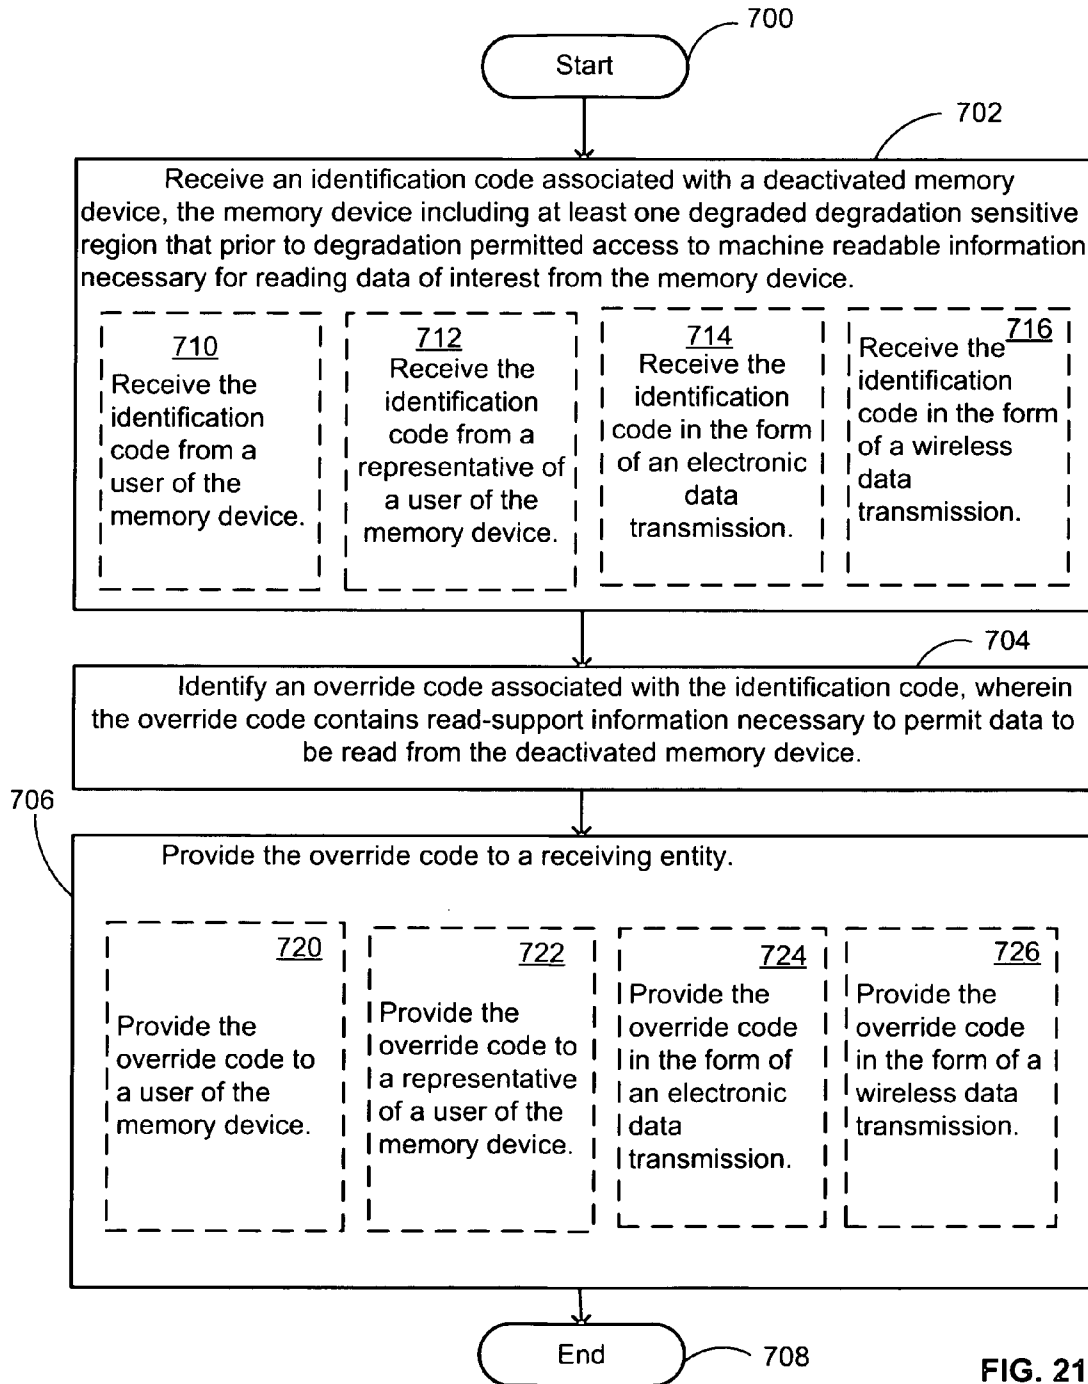 700
Start
702
Receive an identification code associated with a deactivated memory
device, the memory device including at least one degraded degradation sensitive
region that prior to degradation permitted access to machine readable information
necessary for reading data of interest from the memory device.
710
Receive the
identification
code from a
user of the
memory device.
712
Receive the
identification
code from a
representative of
a user of the
memory device.
714
Receive the
identification
code in the form
of an electronic
data
transmission.
716
Receive the
identification
code in the form
of a wireless
data
transmission.
704
Identify an override code associated with the identification code, wherein
the override code contains read-support information necessary to permit data to
be read from the deactivated memory device.
706
Provide the override code to a receiving entity.
720
Provide the
override code to
a user of the
memory device.
722
Provide the
override code to
a representative
of a user of the
memory device.
724
Provide the
override code
in the form of
an electronic
data
transmission.
726
Provide the
override code
in the form of a
wireless data
transmission.
End
708
FIG. 21